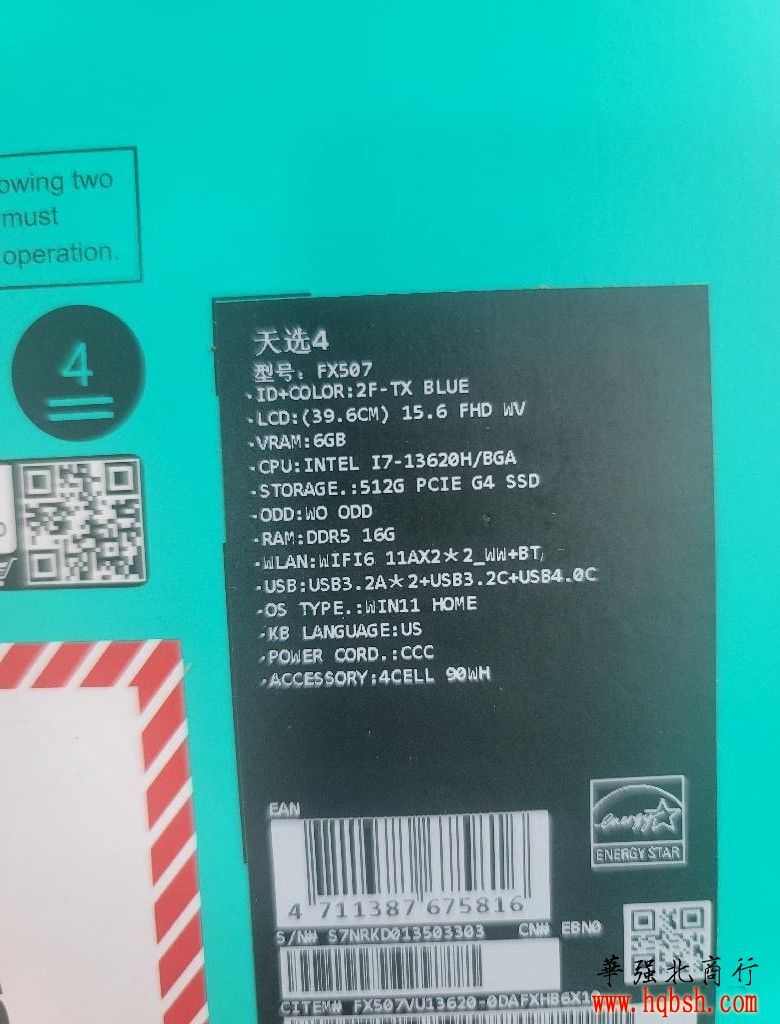 owing two
must
operation.
4
天选4
型号: FX507
·ID+COLOR:2F-TX BLUE
·LCD:(39.6CM) 15.6 FHD WV
·VRAM:6GB
·CPU:INTEL I7-13620H/BGA
·STORAGE.:512G PCIE G4 SSD
·ODD:WO ODD
·RAM:DDR5 16G
·WLAN:WIFI6 11AX2*2_WW+BT
·USB:USB3.2A*2+USB3.2C+USB4.0C
·OS TYPE.:WIN11 HOME
·KB LANGUAGE:US
·POWER CORD.:CCC
·ACCESSORY:4CELL 90WH
EAN
energy
ENERGY STAR
4 711387 675816
S/N# S7NRKD013503303 CN# EBN0
華强北商行
CITEM# FX507VU13620-0DAFXHB6X10
www.hqbsh.com